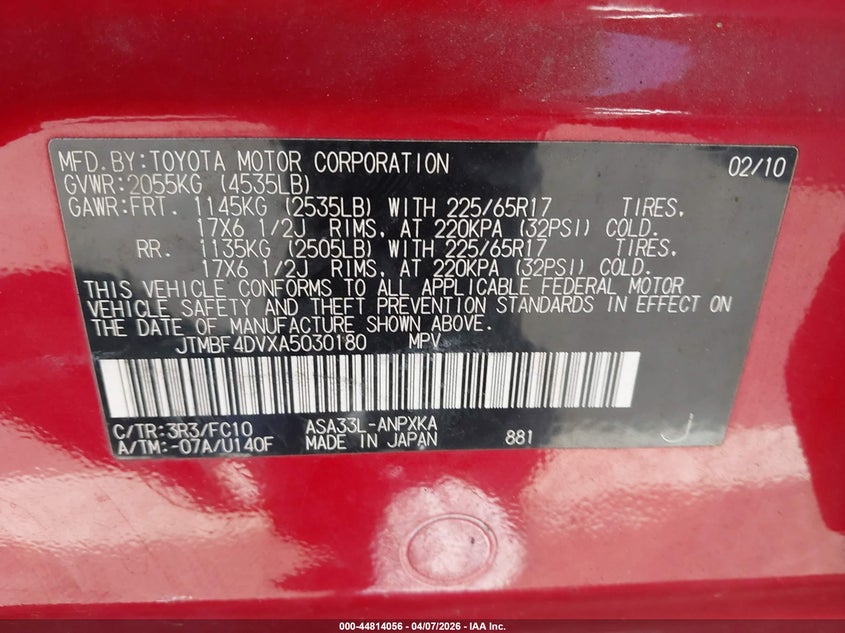 MFD.BY:TOYOTA MOTOR CORPORATION 02/10
GVWR:2055KG (4535LB)
GAWR:FRT. 1145KG (2535LB) WITH 225/65R17 TIRES,
17X6 1/2J RIMS, AT 220KPA (32PSI) COLD.
RR. 1135KG (2505LB) WITH 225/65R17 TIRES,
17X6 1/2J RIMS, AT 220KPA (32PSI) COLD.
THIS VEHICLE CONFORMS TO ALL APPLICABLE FEDERAL MOTOR
VEHICLE SAFETY AND THEFT PREVENTION STANDARDS IN EFFECT ON
THE DATE OF MANUFACTURE SHOWN ABOVE.
JTMBF4DVXA5030180 MPV
C/TR:3R3/FC10 ASA33L-ANPXKA
A/TM:-07A/U140F MADE IN JAPAN 881 J
000-44814056 | 04/07/2026 | IAA Inc.